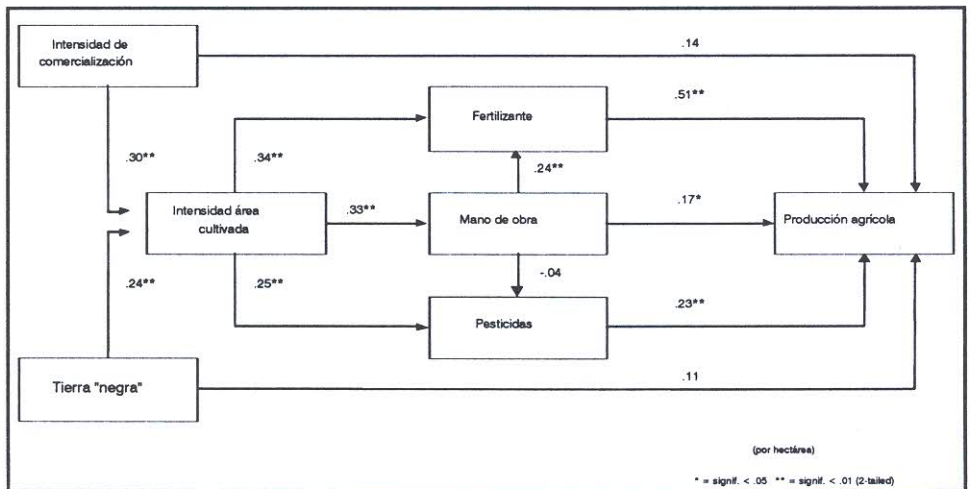 Intensidad de
comercialización
.14
.51**
Fertilizante
.30**
.34**
.24**
Intensidad área
cultivada
.33**
Mano de obra
.17*
Producción agrícola
-.04
.24**
.25**
Pesticidas
.23**
Tierra "negra"
.11
(por hectárea)
* = signif. < .05 ** = signif. < .01 (2-tailed)